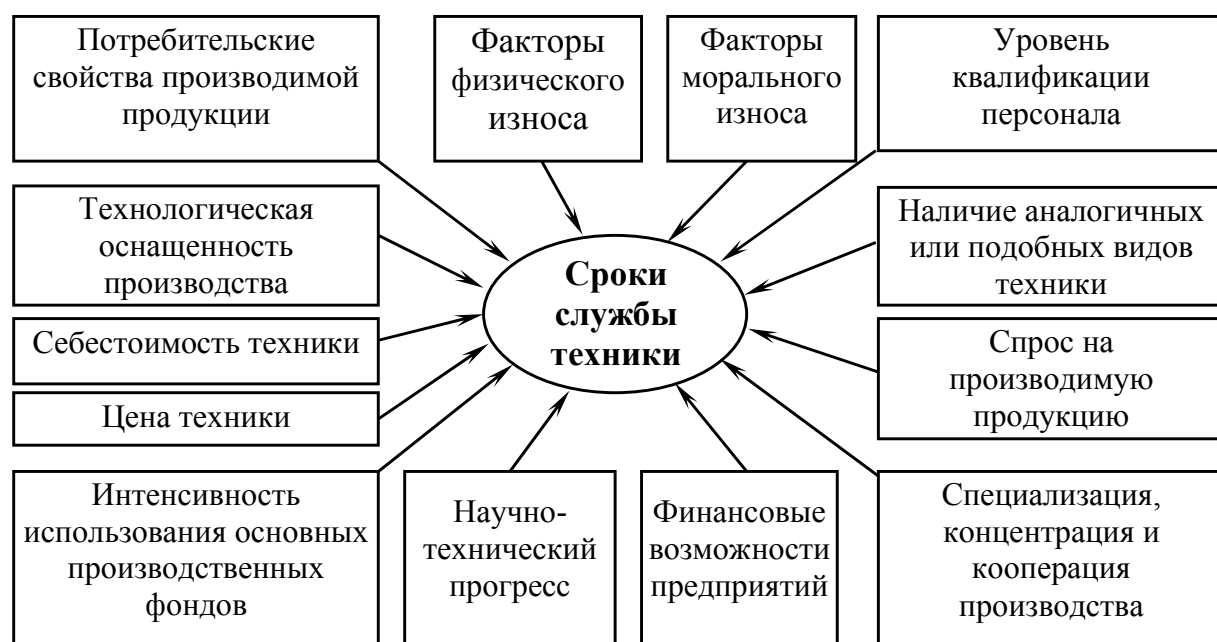 Потребительские
свойства производимой
продукции
Факторы
физического
износа
Факторы
морального
износа
Уровень
квалификации
персонала
Технологическая
оснащенность
производства
Наличие аналогичных
или подобных видов
техники
Сроки
службы
техники
Себестоимость техники
Цена техники
Спрос на
производимую
продукцию
Интенсивность
использования основных
производственных
фондов
Научно-
технический
прогресс
Финансовые
возможности
предприятий
Специализация,
концентрация и
кооперация
производства